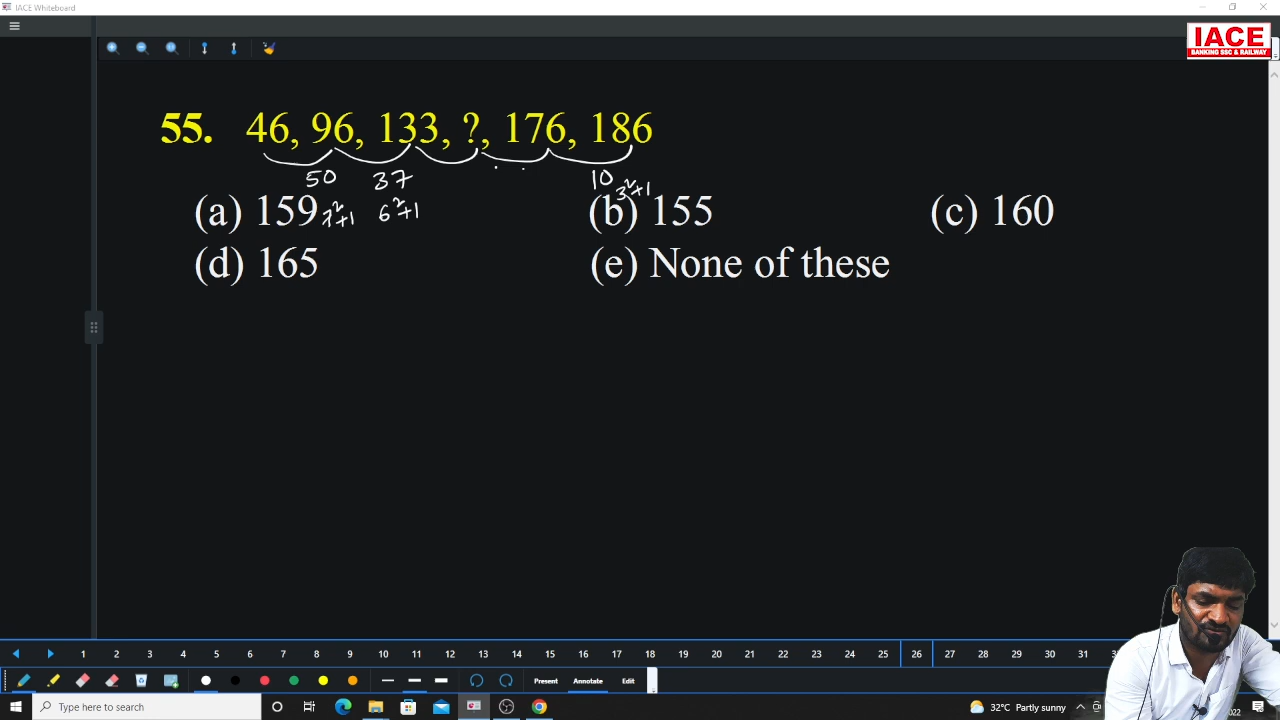 IACE Whiteboard
IACE
BANKING SSC & RAILWAY
55. 46, 96, 133, ?, 176, 186
50 37 10
3²+1
(a) 159 (b) 155 (c) 160
7²+1 6²+1
(d) 165 (e) None of these
1 2 3 4 5 6 7 8 9 10 11 12 13 14 15 16 17 18 19 20 21 22 23 24 25 26 27 28 29 30 31
Present Annotate Edit
Type here to search
32°C Partly sunny